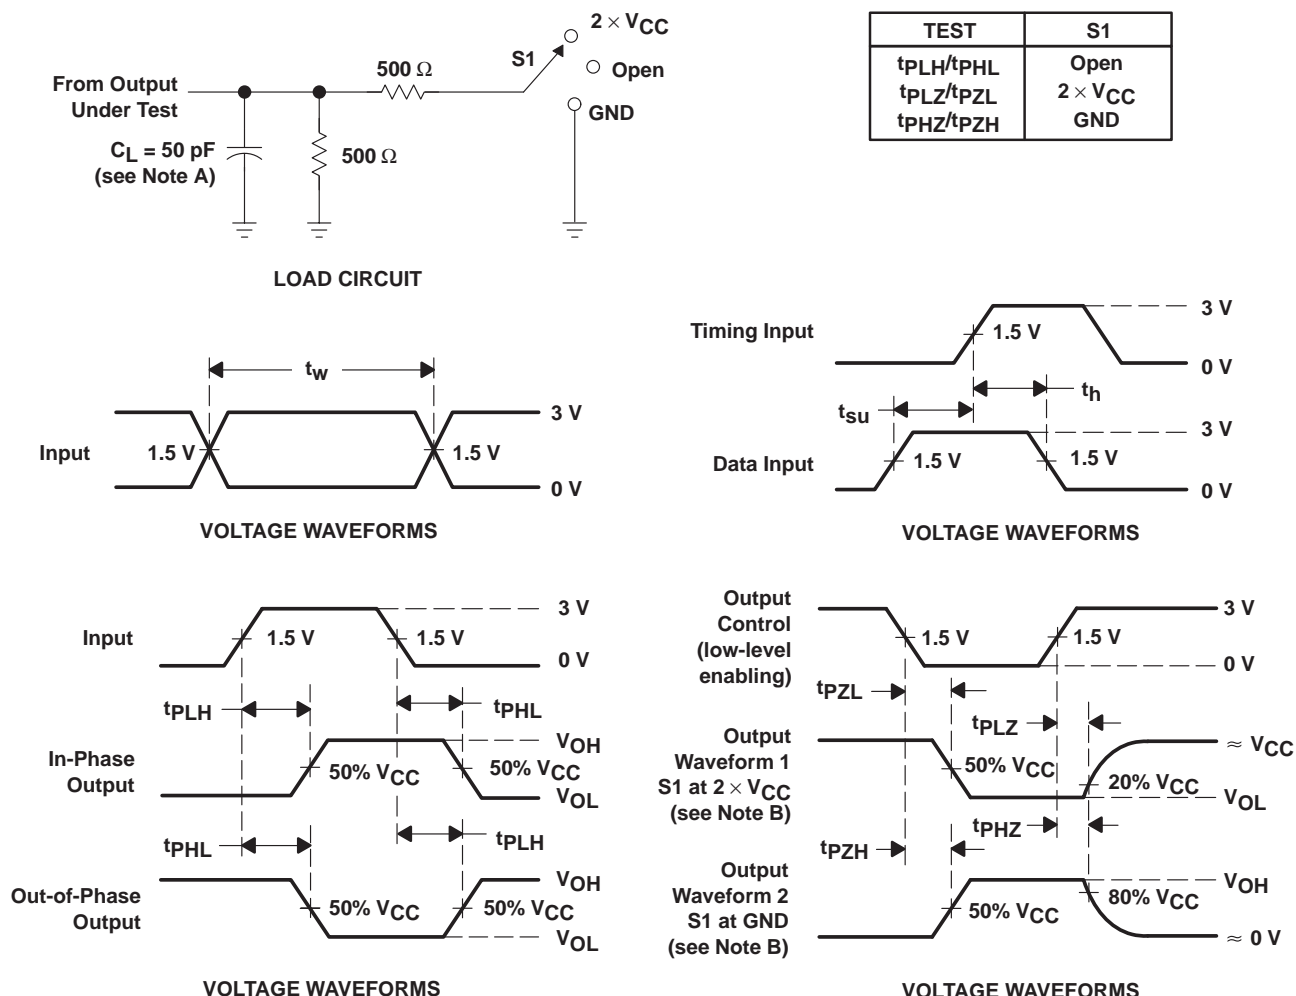 2 × VCC
S1
Open
GND
500 Ω
From Output
Under Test
CL = 50 pF
(see Note A)
500 Ω
LOAD CIRCUIT
TEST S1
tPLH/tPHL Open
tPLZ/tPZL 2 × VCC
tPHZ/tPZH GND
tw
3 V
Input 1.5 V 1.5 V
0 V
VOLTAGE WAVEFORMS
3 V
Timing Input 1.5 V
0 V
th
tsu
3 V
Data Input 1.5 V 1.5 V
0 V
VOLTAGE WAVEFORMS
3 V
Input 1.5 V 1.5 V
0 V
tPLH tPHL
VOH
In-Phase
Output
50% VCC 50% VCC
VOL
tPHL tPLH
VOH
Out-of-Phase
Output
50% VCC 50% VCC
VOL
VOLTAGE WAVEFORMS
Output
Control
(low-level
enabling)
3 V
1.5 V 1.5 V
0 V
tPZL
tPLZ
Output
Waveform 1
S1 at 2 × VCC
(see Note B)
≈ VCC
50% VCC 20% VCC
VOL
tPHZ
tPZH
Output
Waveform 2
S1 at GND
(see Note B)
VOH
50% VCC 80% VCC
≈ 0 V
VOLTAGE WAVEFORMS